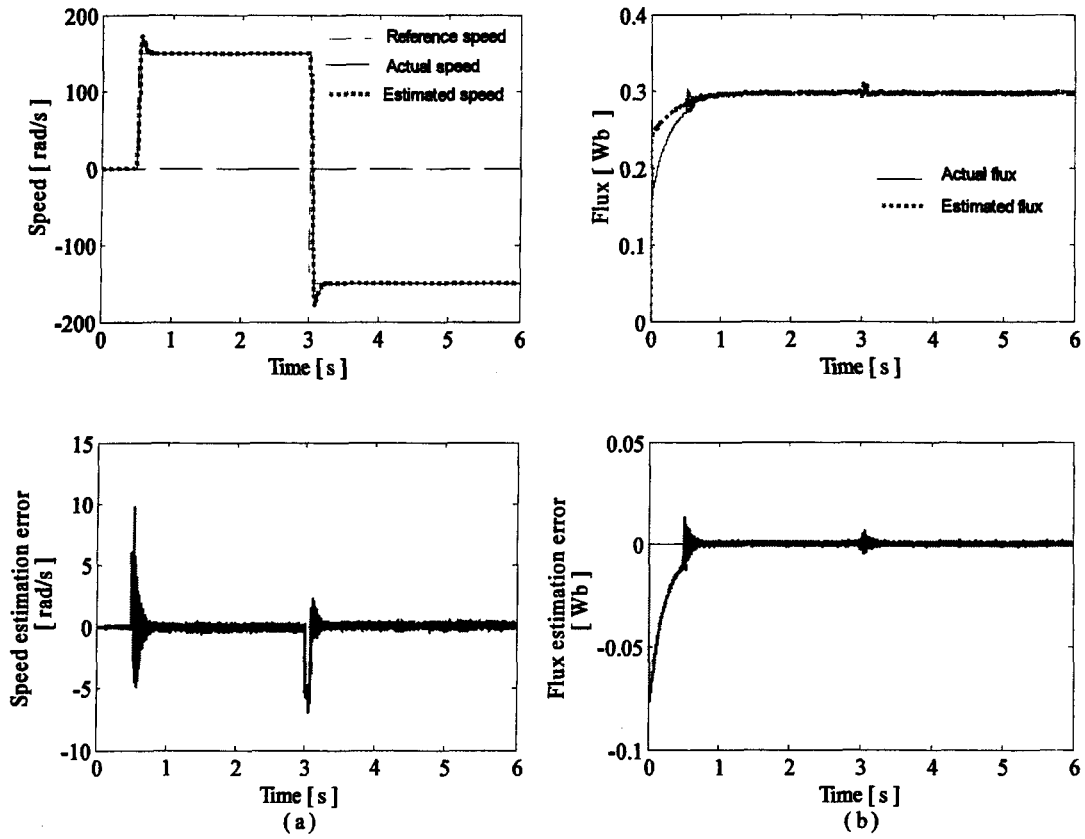 200
150
100
0
-100
-200
Speed [ rad/s ]
Reference speed
Actual speed
Estimated speed
0 1 2 3 4 5 6
Time [ s ]
0.4
0.3
0.2
0.1
0
Flux [ Wb ]
Actual flux
Estimated flux
0 1 2 3 4 5 6
Time [ s ]
15
10
5
0
-5
-10
Speed estimation error
[ rad/s ]
0 1 2 3 4 5 6
Time [ s ]
( a )
0.05
0
-0.05
-0.1
Flux estimation error
[ Wb ]
0 1 2 3 4 5 6
Time [ s ]
( b )